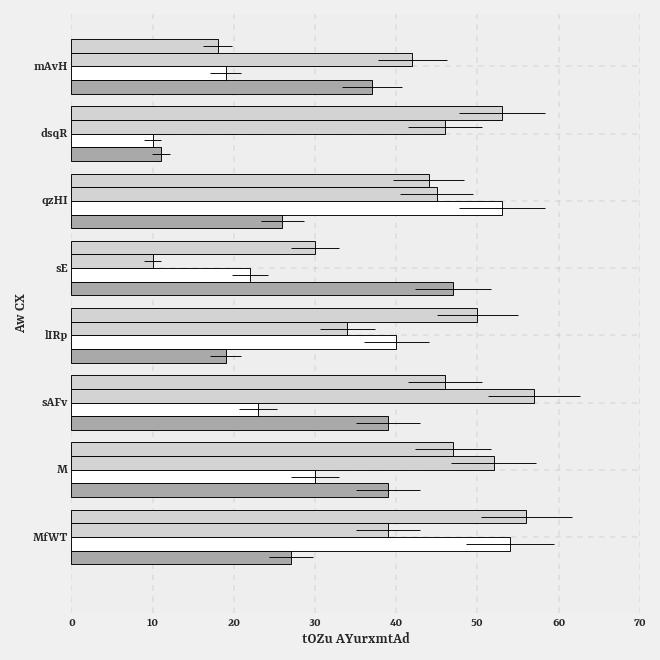 mAvH
dsqR
qzHI
sE
lIRp
sAFv
M
MfWT
Aw CX
0 10 20 30 40 50 60 70
tOZu AYurxmtAd